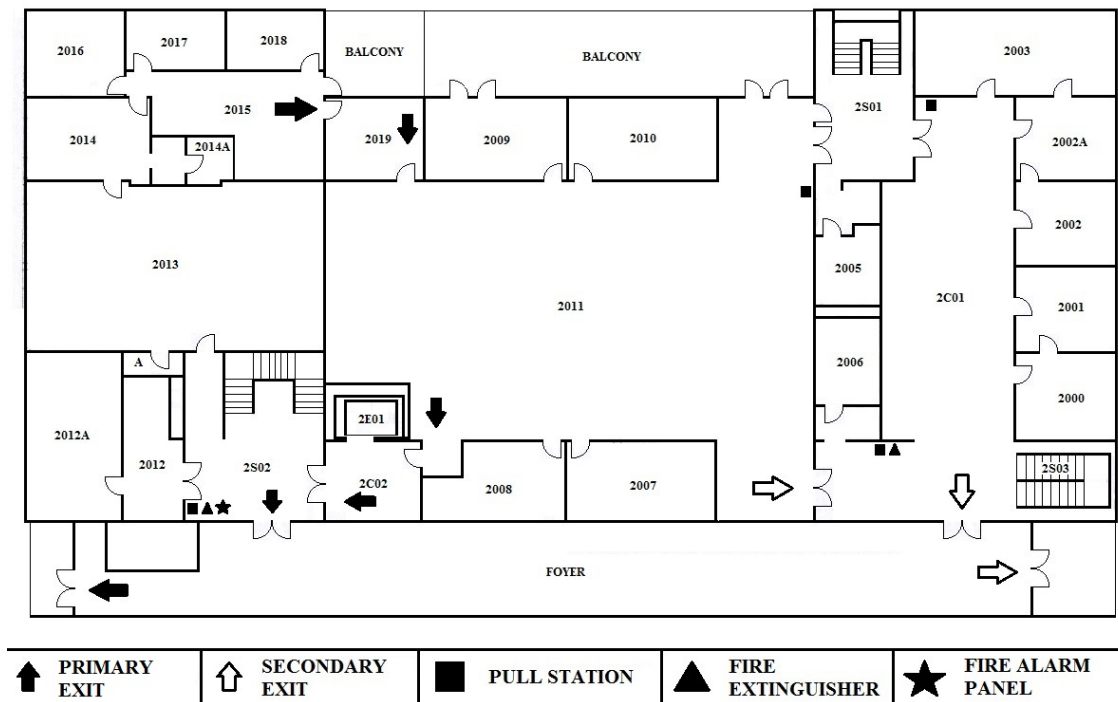 2016
2017
2018
BALCONY
BALCONY
2003
2S01
2015
2014
2014A
2019
2009
2010
2002A
2002
2013
2005
2C01
2011
2001
A
2006
2000
2E01
2012A
2012
2S02
2C02
2008
2007
2S03
FOYER
PRIMARY
EXIT
SECONDARY
EXIT
PULL STATION
FIRE
EXTINGUISHER
FIRE ALARM
PANEL